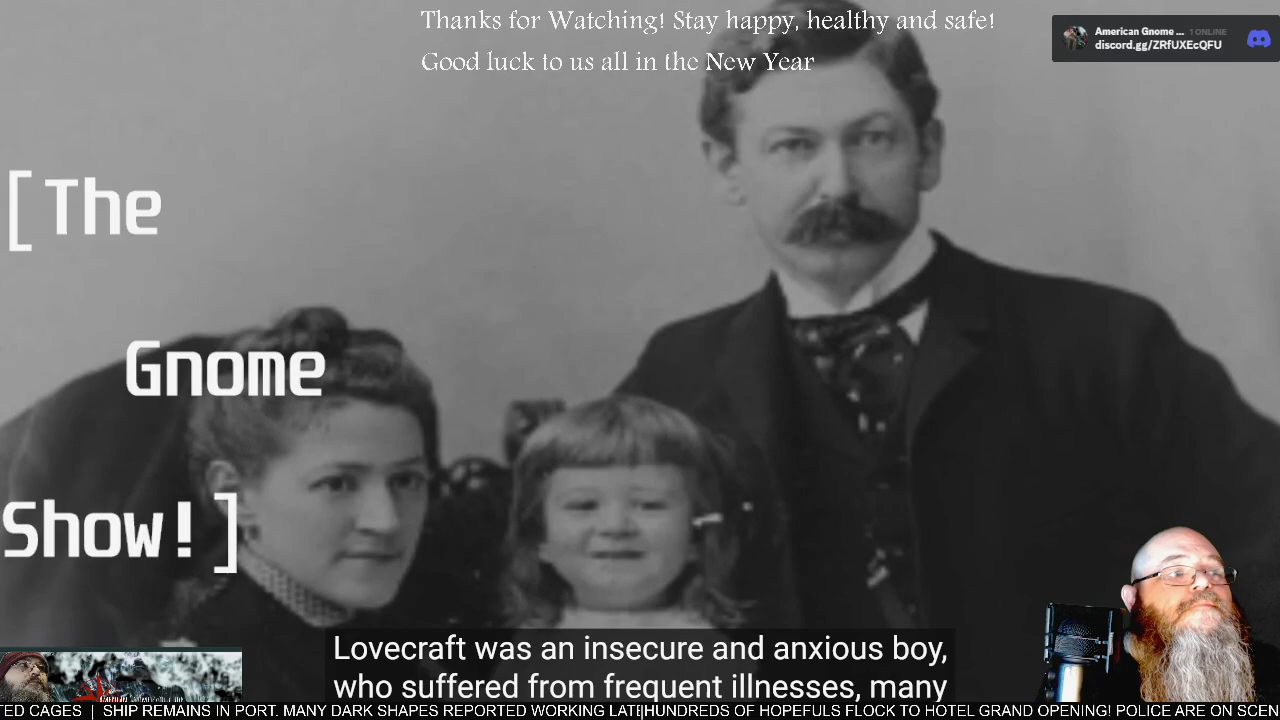 Thanks for Watching! Stay happy, healthy and safe!
Good luck to us all in the New Year
American Gnome ... 1 ONLINE
discord.gg/ZRfUXEcQFU
[The
Gnome
Show!]
Lovecraft was an insecure and anxious boy,
who suffered from frequent illnesses, many
TED CAGES | SHIP REMAINS IN PORT. MANY DARK SHAPES REPORTED WORKING LATE|HUNDREDS OF HOPEFULS FLOCK TO HOTEL GRAND OPENING! POLICE ARE ON SCEN